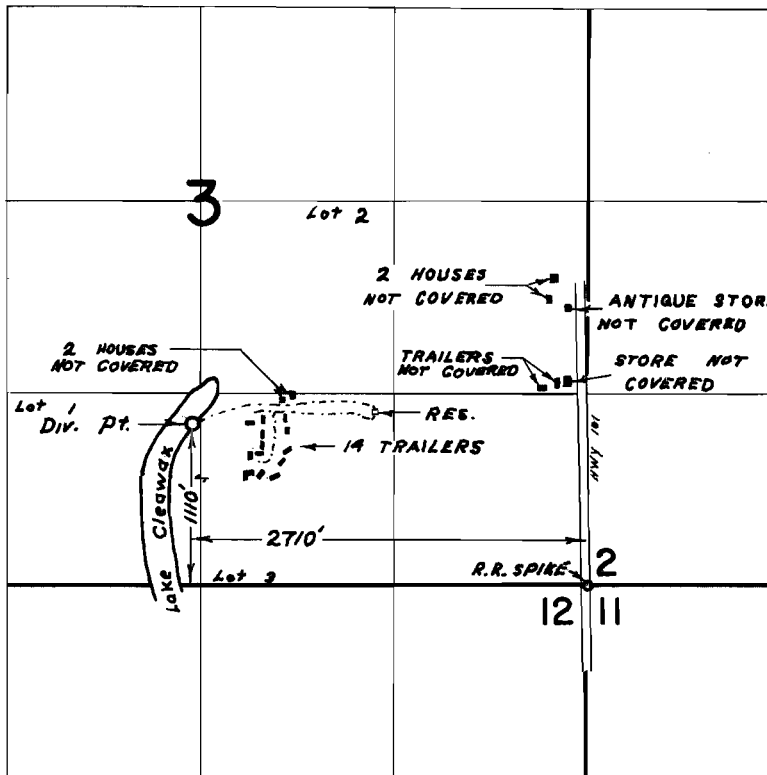 3
Lot 2
2 HOUSES
NOT COVERED
ANTIQUE STORE
NOT COVERED
2 HOUSES
NOT COVERED
TRAILERS
NOT COVERED
STORE NOT
COVERED
Lot 1
Div. Pt.
RES.
14 TRAILERS
HWY 101
Lake Cleawax
1110'
2710'
Lot 3
R.R. SPIKE
2
12 11